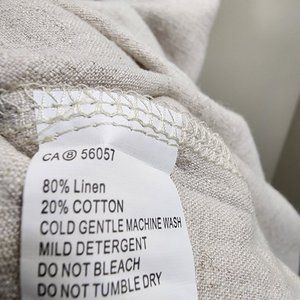 CA Ⓑ 56057
80% Linen
20% COTTON
COLD GENTLE MACHINE WASH
MILD DETERGENT
DO NOT BLEACH
DO NOT TUMBLE DRY